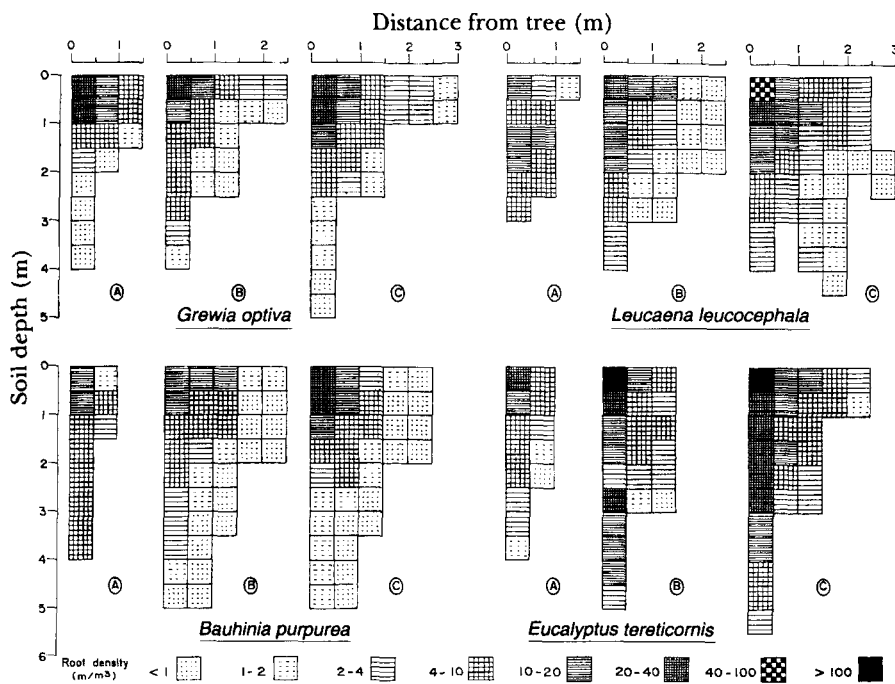 Distance from tree (m)
0 1 0 1 2 0 1 2 3 0 1 0 1 2 0 1 2 3
Soil depth (m)
0
1
2
3
4
5
Ⓐ Ⓑ Ⓒ Ⓐ Ⓑ Ⓒ
Grewia optiva Leucaena leucocephala
0
1
2
3
4
5
6
Ⓐ Ⓑ Ⓒ Ⓐ Ⓑ Ⓒ
Bauhinia purpurea Eucalyptus tereticornis
Root density
(m/m³)
< 1 1-2 2-4 4-10 10-20 20-40 40-100 > 100